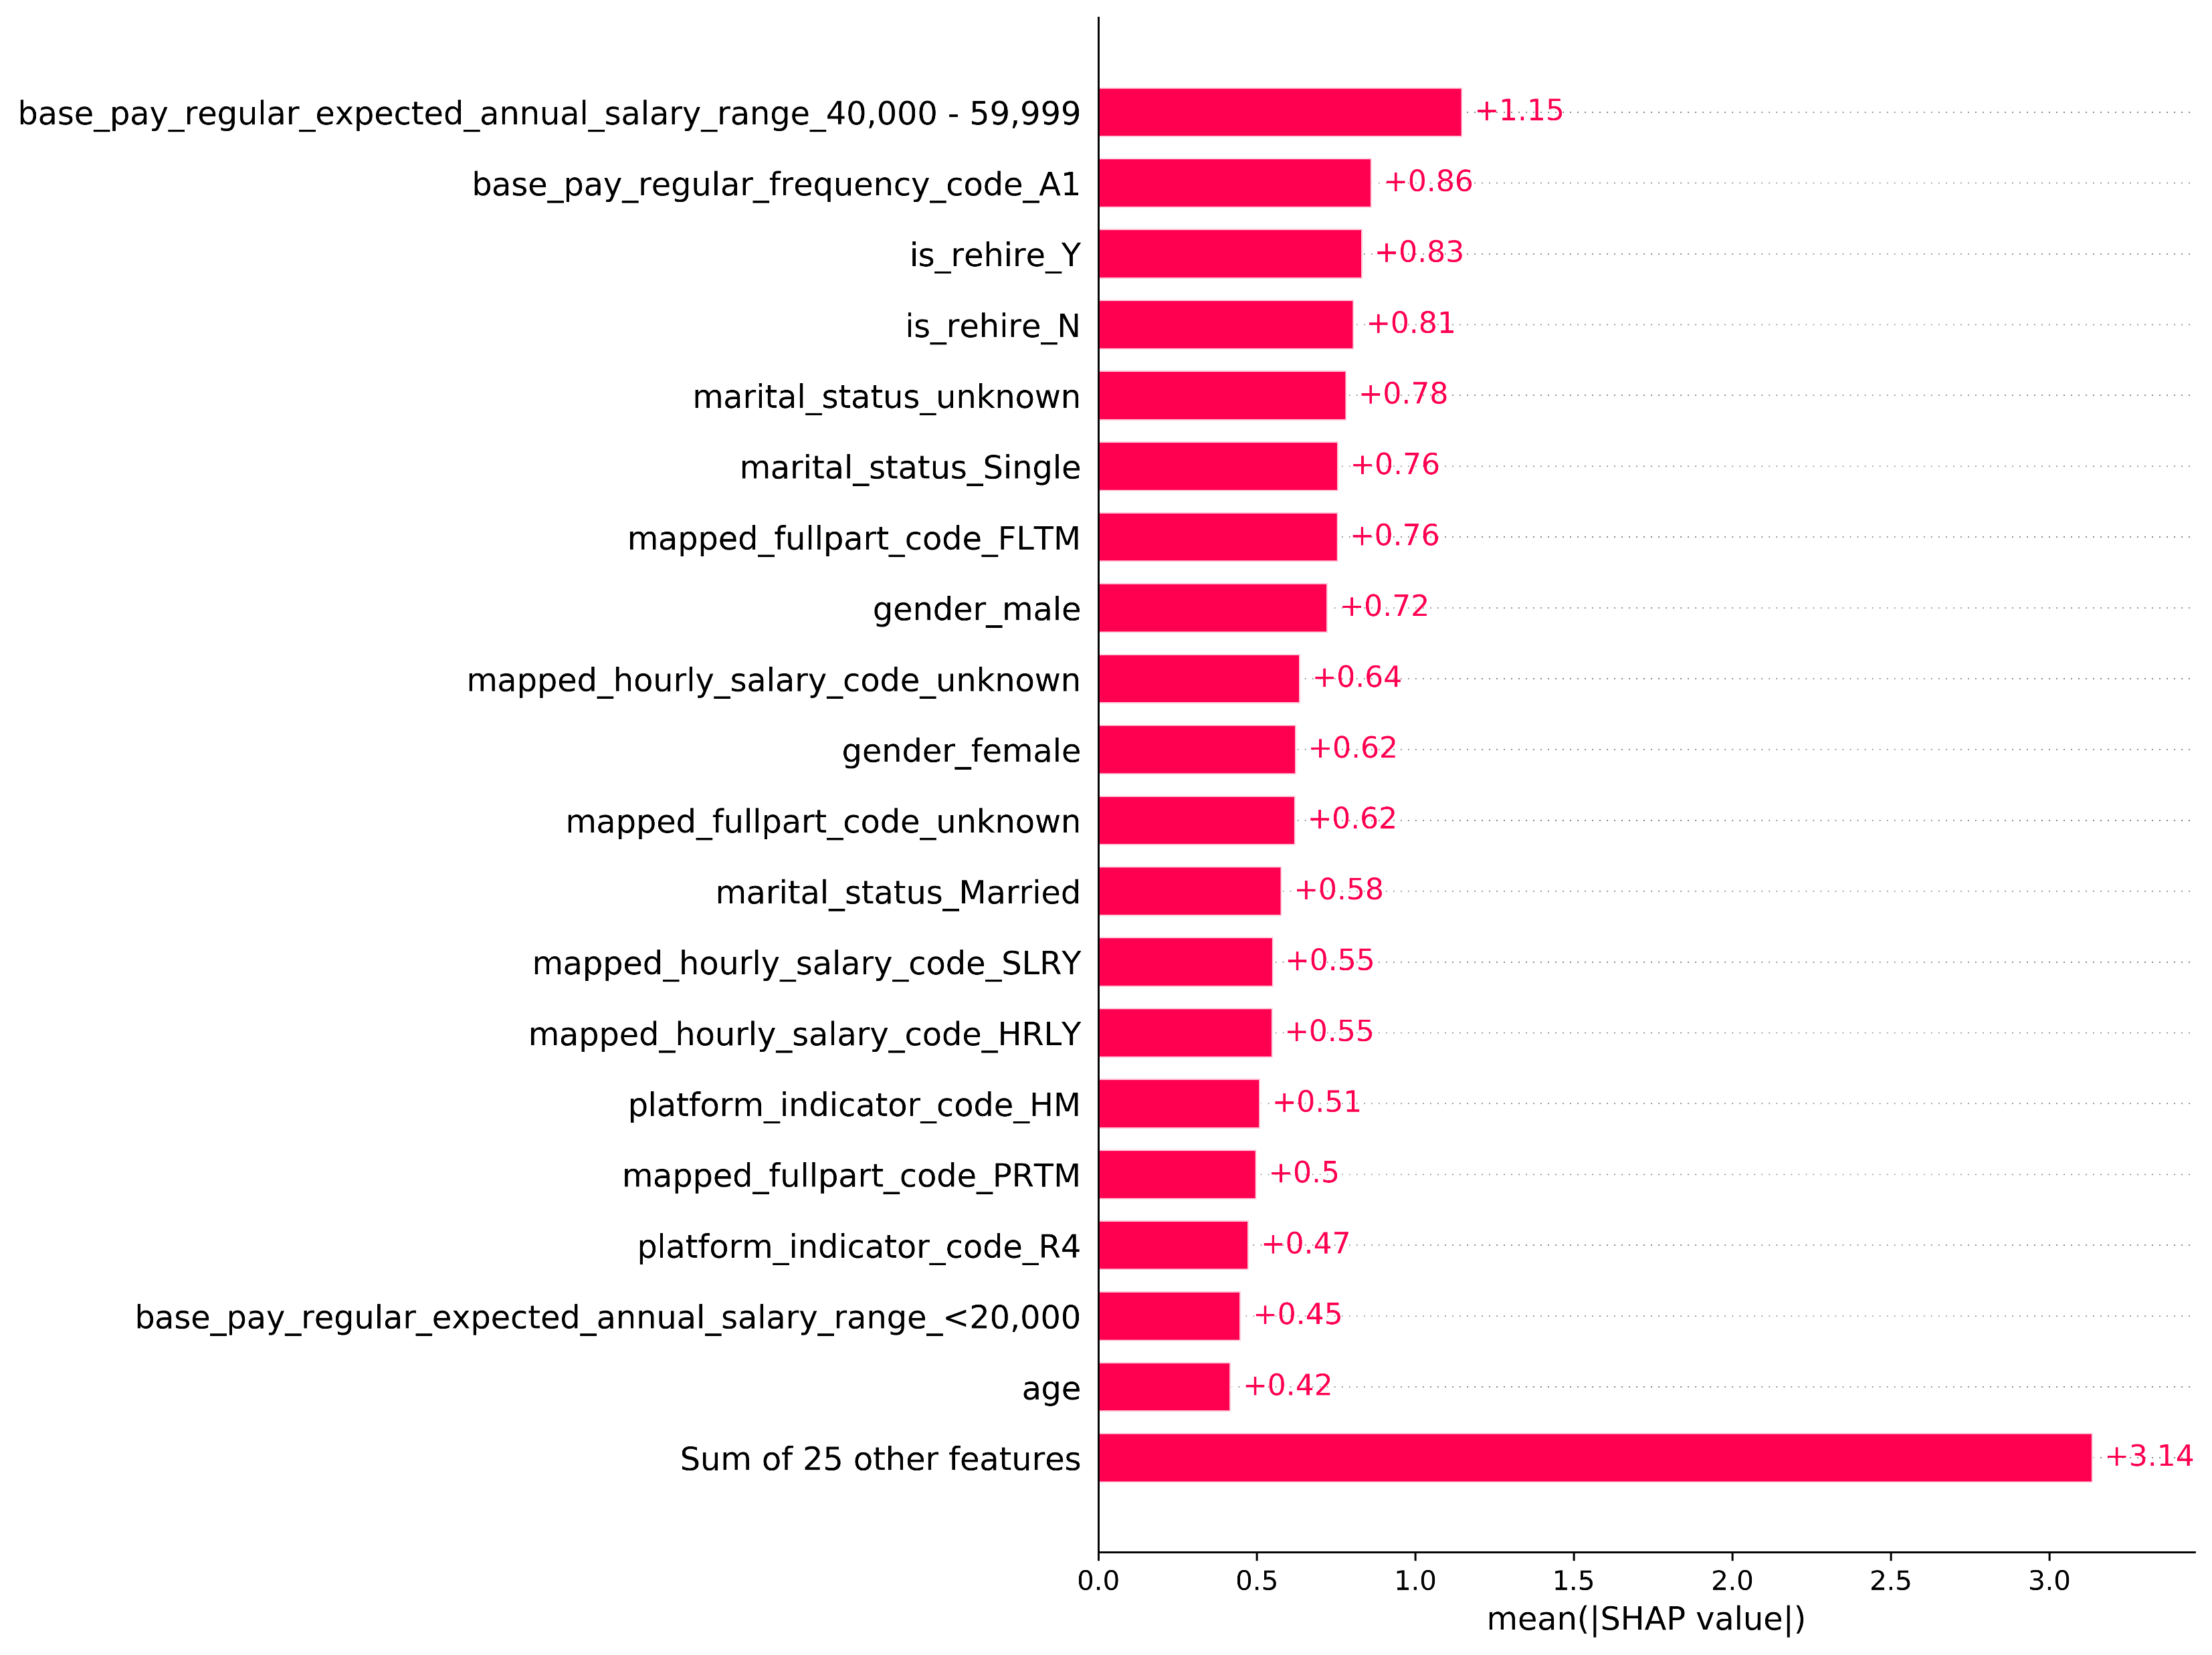 base_pay_regular_expected_annual_salary_range_40,000 - 59,999 +1.15
base_pay_regular_frequency_code_A1 +0.86
is_rehire_Y +0.83
is_rehire_N +0.81
marital_status_unknown +0.78
marital_status_Single +0.76
mapped_fullpart_code_FLTM +0.76
gender_male +0.72
mapped_hourly_salary_code_unknown +0.64
gender_female +0.62
mapped_fullpart_code_unknown +0.62
marital_status_Married +0.58
mapped_hourly_salary_code_SLRY +0.55
mapped_hourly_salary_code_HRLY +0.55
platform_indicator_code_HM +0.51
mapped_fullpart_code_PRTM +0.5
platform_indicator_code_R4 +0.47
base_pay_regular_expected_annual_salary_range_<20,000 +0.45
age +0.42
Sum of 25 other features +3.14
0.0 0.5 1.0 1.5 2.0 2.5 3.0
mean(|SHAP value|)